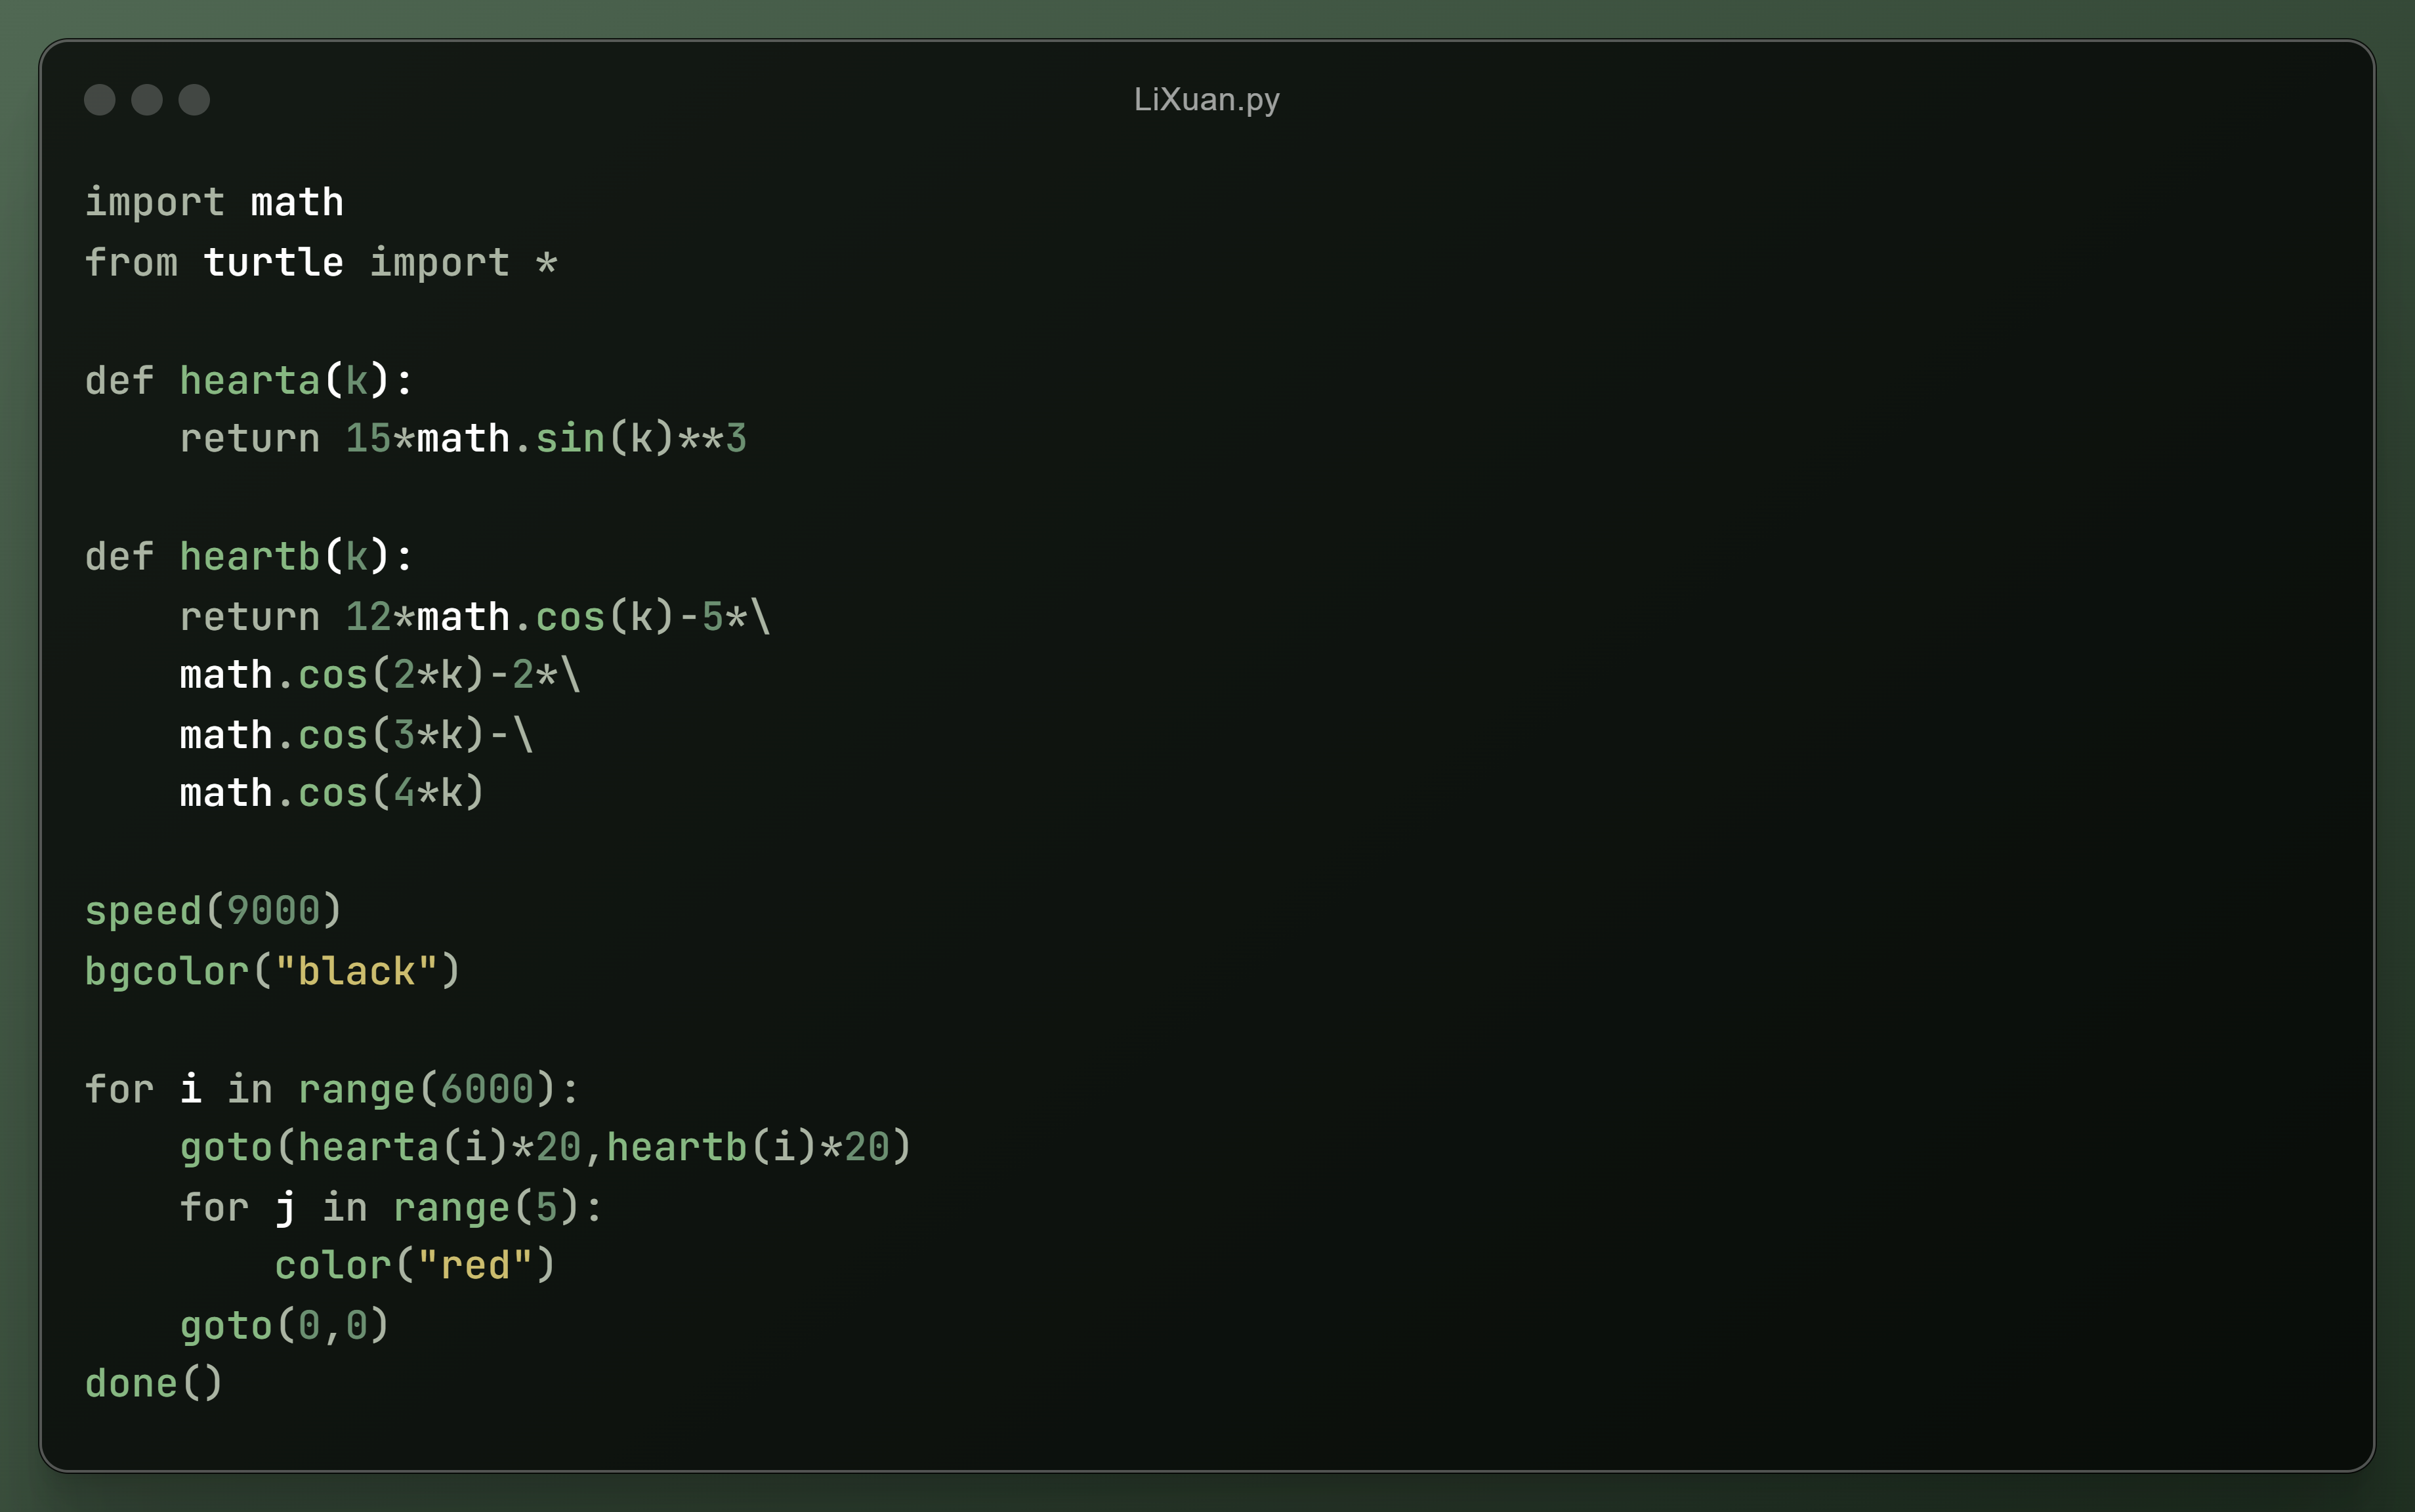 LiXuan.py
import math
from turtle import *
def hearta(k):
    return 15*math.sin(k)**3
def heartb(k):
    return 12*math.cos(k)-5*\
    math.cos(2*k)-2*\
    math.cos(3*k)-\
    math.cos(4*k)
speed(9000)
bgcolor("black")
for i in range(6000):
    goto(hearta(i)*20,heartb(i)*20)
    for j in range(5):
        color("red")
    goto(0,0)
done()